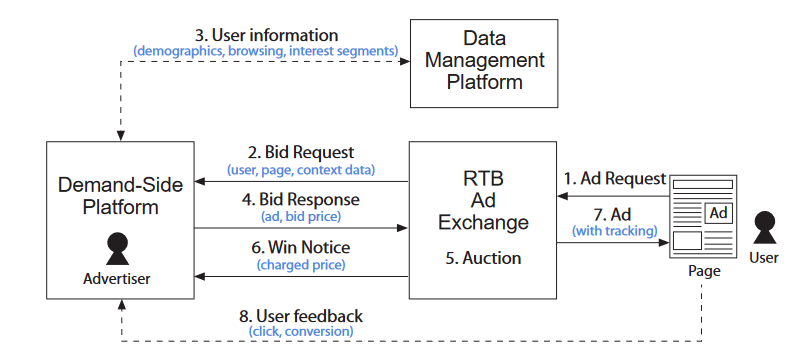 3. User information
(demographics, browsing, interest segments)
Data
Management
Platform
Demand-Side
Platform
Advertiser
2. Bid Request
(user, page, context data)
4. Bid Response
(ad, bid price)
6. Win Notice
(charged price)
RTB
Ad
Exchange
5. Auction
1. Ad Request
7. Ad
(with tracking)
Ad
Page
User
8. User feedback
(click, conversion)